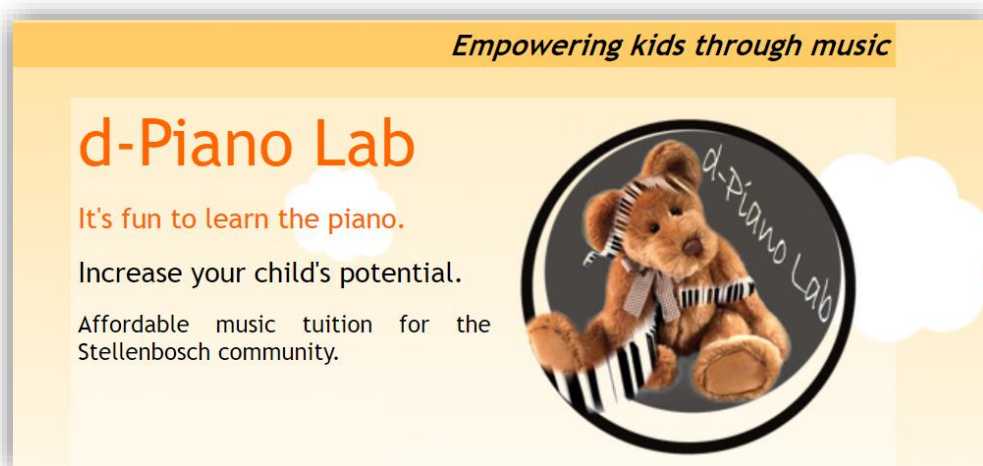 Empowering kids through music
d-Piano Lab
It's fun to learn the piano.
Increase your child's potential.
Affordable music tuition for the
Stellenbosch community.
d-Piano Lab